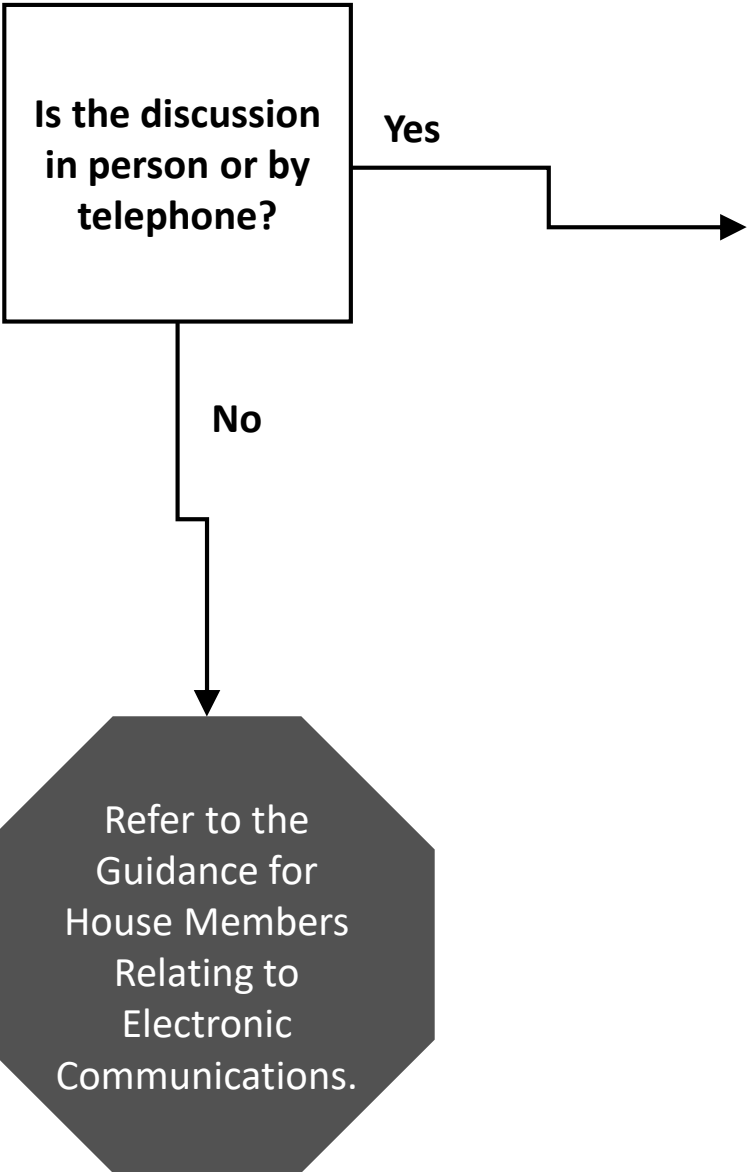 Is the discussion
in person or by
telephone?
Yes
No
Refer to the
Guidance for
House Members
Relating to
Electronic
Communications.